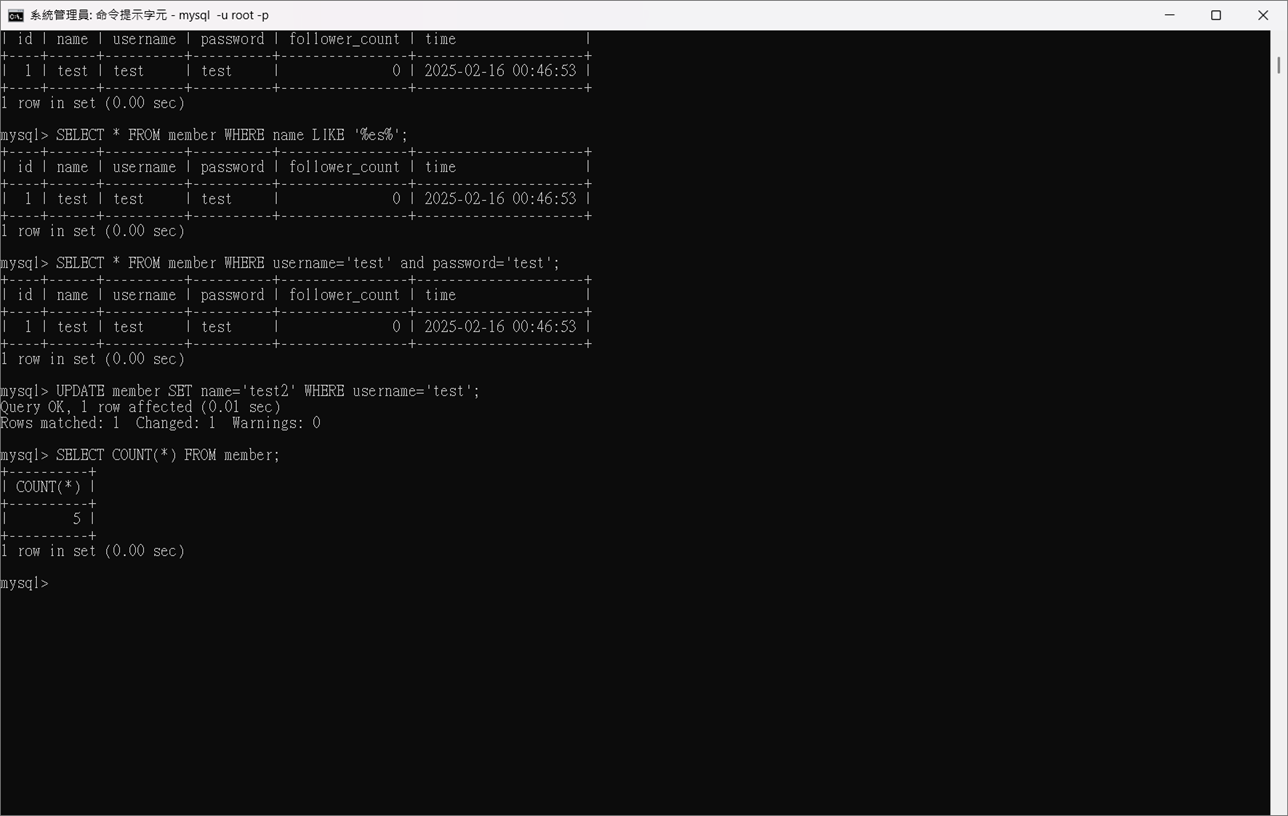 系統管理員: 命令提示字元 - mysql  -u root -p
| id | name | username | password | follower_count | time                |
+----+------+----------+----------+----------------+---------------------+
|  1 | test | test     | test     |              0 | 2025-02-16 00:46:53 |
+----+------+----------+----------+----------------+---------------------+
1 row in set (0.00 sec)
mysql> SELECT * FROM member WHERE name LIKE '%es%';
+----+------+----------+----------+----------------+---------------------+
| id | name | username | password | follower_count | time                |
+----+------+----------+----------+----------------+---------------------+
|  1 | test | test     | test     |              0 | 2025-02-16 00:46:53 |
+----+------+----------+----------+----------------+---------------------+
1 row in set (0.00 sec)
mysql> SELECT * FROM member WHERE username='test' and password='test';
+----+------+----------+----------+----------------+---------------------+
| id | name | username | password | follower_count | time                |
+----+------+----------+----------+----------------+---------------------+
|  1 | test | test     | test     |              0 | 2025-02-16 00:46:53 |
+----+------+----------+----------+----------------+---------------------+
1 row in set (0.00 sec)
mysql> UPDATE member SET name='test2' WHERE username='test';
Query OK, 1 row affected (0.01 sec)
Rows matched: 1  Changed: 1  Warnings: 0
mysql> SELECT COUNT(*) FROM member;
+----------+
| COUNT(*) |
+----------+
|        5 |
+----------+
1 row in set (0.00 sec)
mysql>